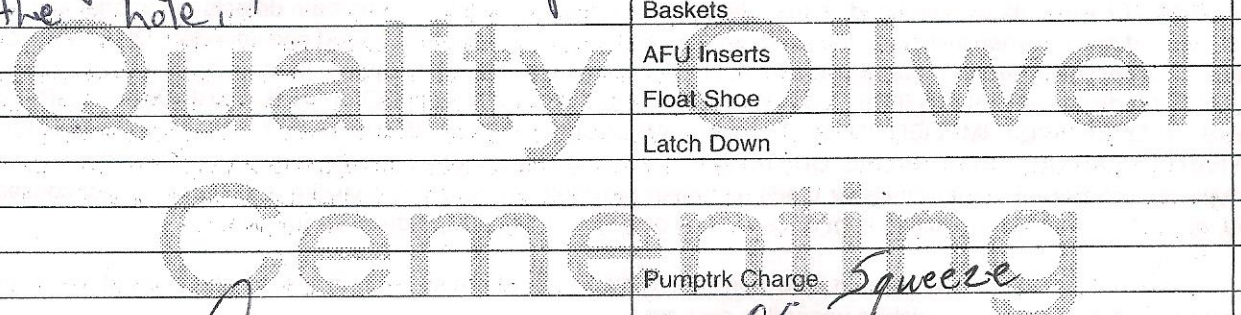 the hole.
Baskets
AFU Inserts
Float Shoe
Latch Down
Quality Oilwell
Cementing
Pumptrk Charge Squeeze